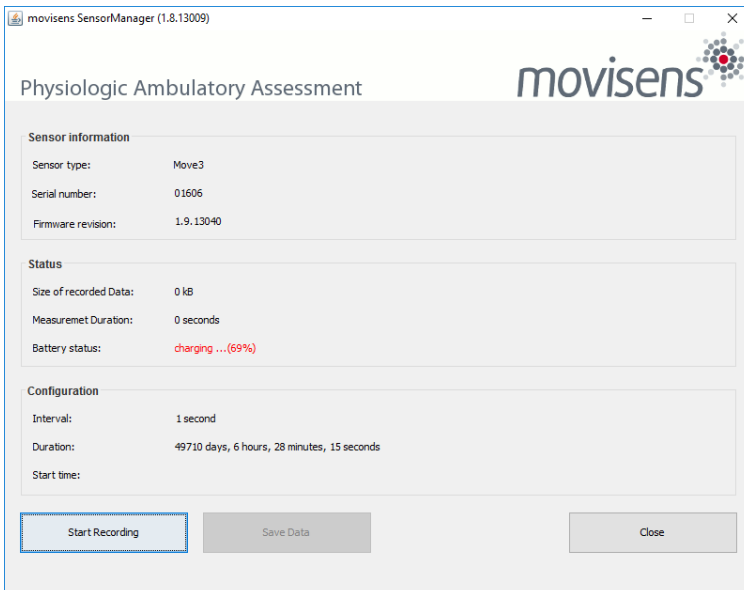 movisens SensorManager (1.8.13009)
Physiologic Ambulatory Assessment
movisens
Sensor information
Sensor type: Move3
Serial number: 01606
Firmware revision: 1.9.13040
Status
Size of recorded Data: 0 kB
Measuremet Duration: 0 seconds
Battery status: charging ...(69%)
Configuration
Interval: 1 second
Duration: 49710 days, 6 hours, 28 minutes, 15 seconds
Start time:
Start Recording Save Data Close